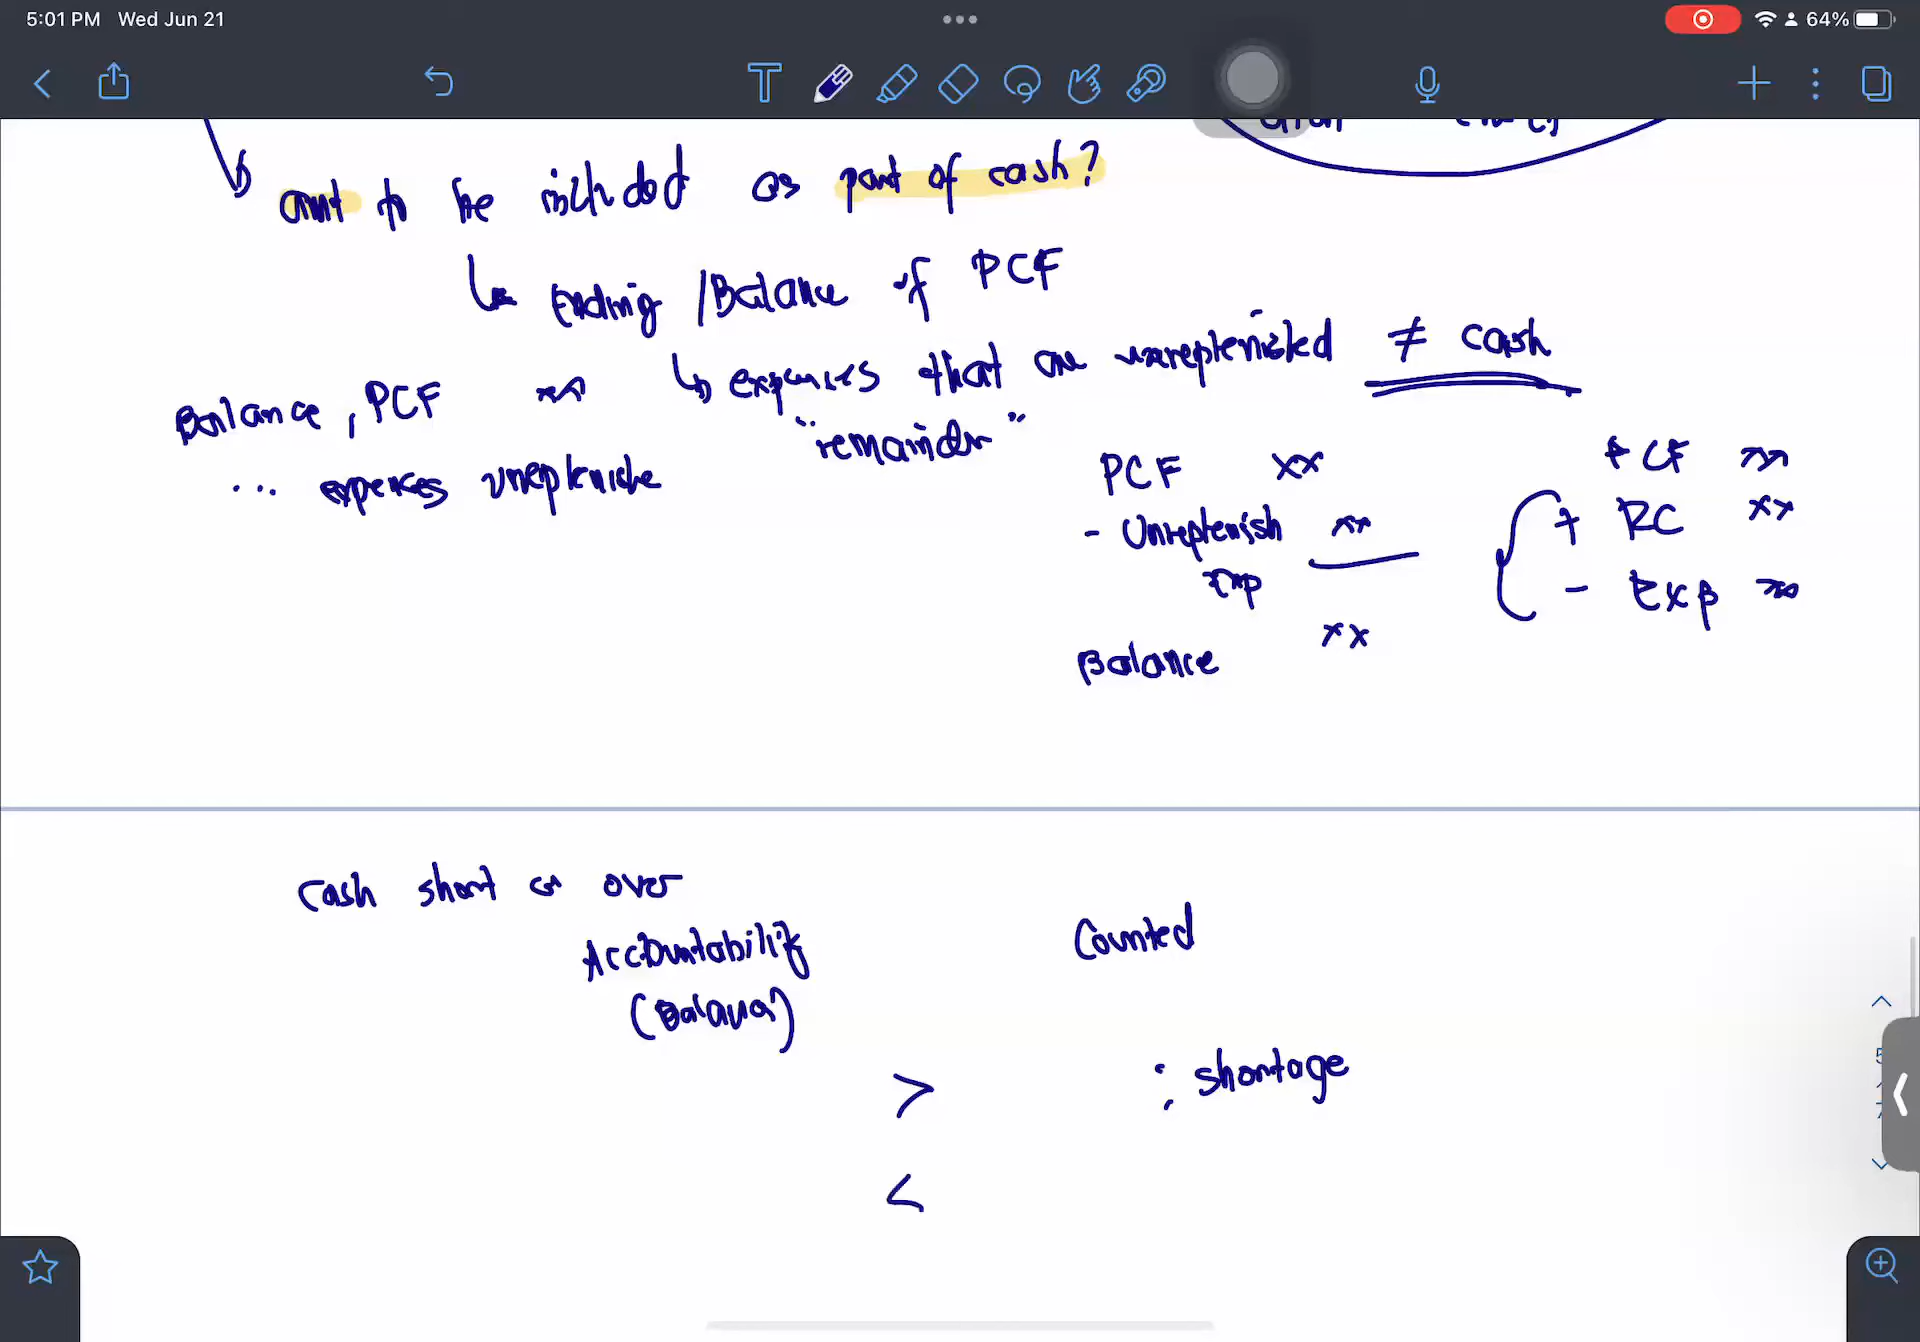 5:01 PM Wed Jun 21
64%
amt to be included as part of cash?
Ending /Balance of PCF
expenses that are unreplenished ≠ cash
Balance, PCF xx
"remainder"
... expenses unreplenishe
PCF xx
- Unreplenish xx
Exp
Balance xx
PCF xx
+ RC xx
- Exp xx
Cash short or over
Accountability Counted
(Balance)
> : shortage
<